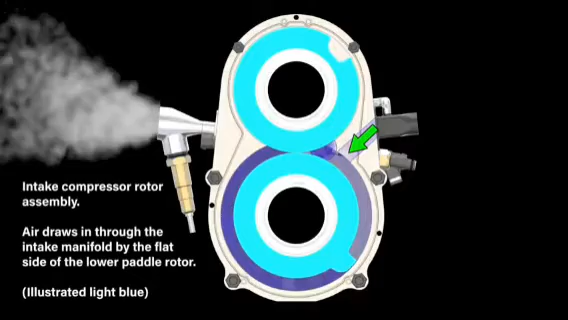 Intake compressor rotor
assembly.
Air draws in through the
intake manifold by the flat
side of the lower paddle rotor.
(Illustrated light blue)